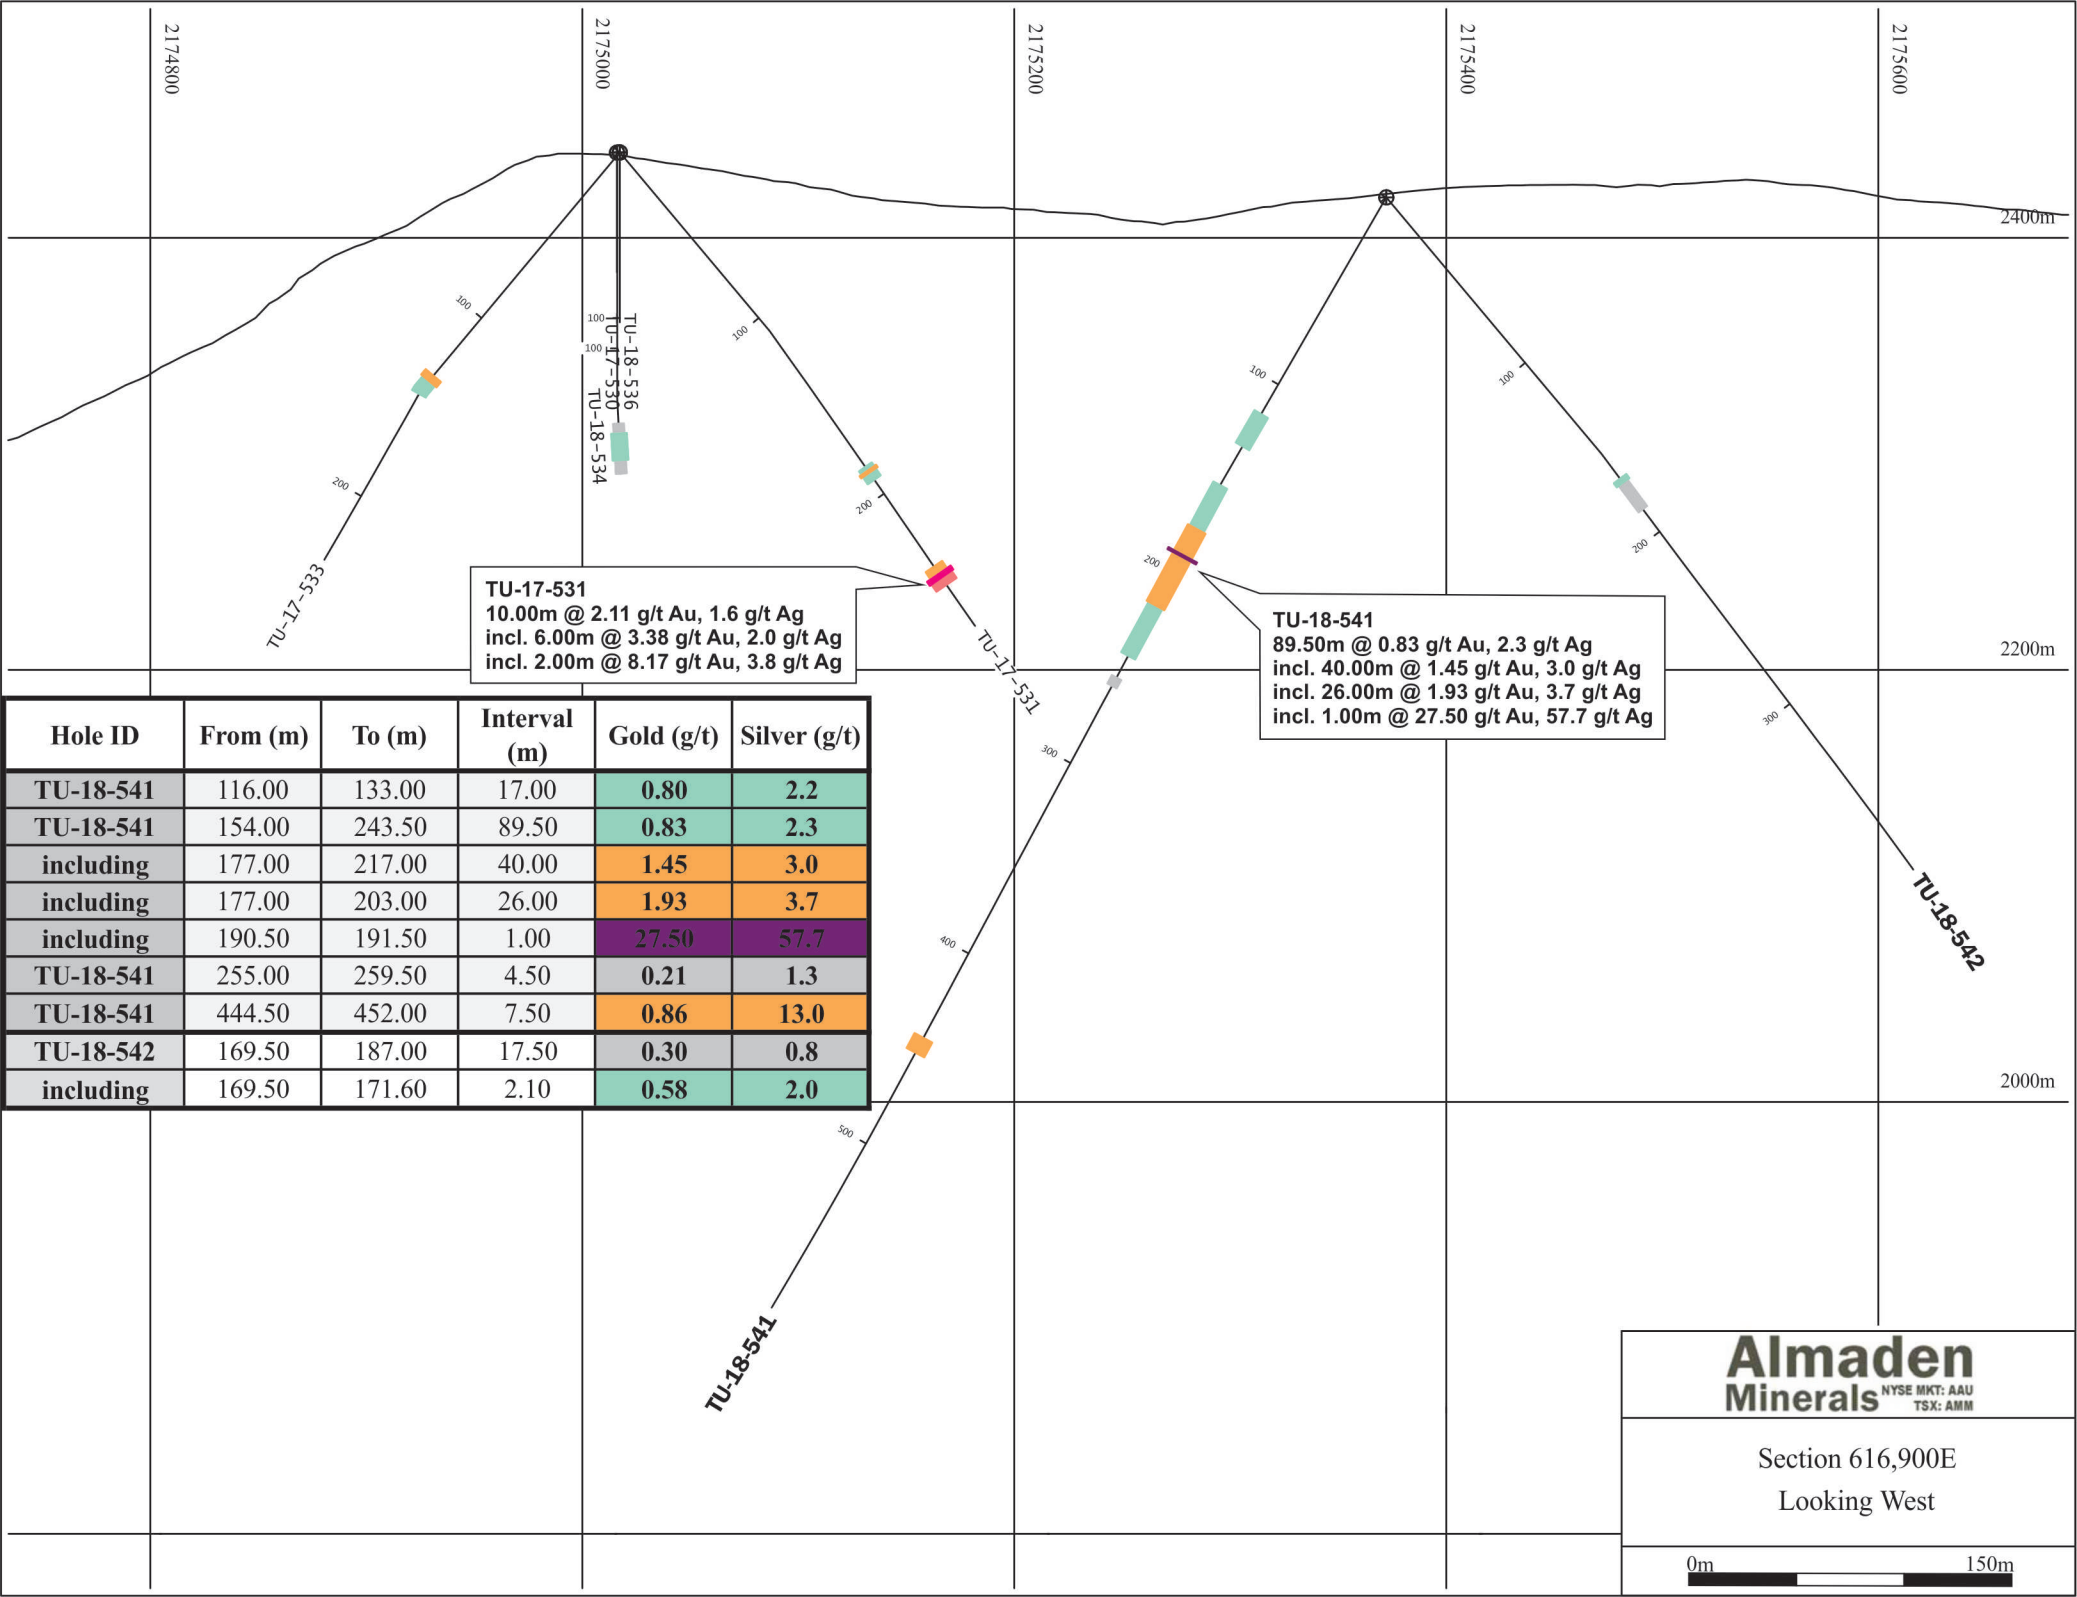 2174800
2175000
2175200
2175400
2175600
2400m
2200m
2000m
100
200
TU-17-533
100
100
TU-17-530
TU-18-536
TU-18-534
100
200
TU-17-531
100
200
300
400
500
TU-18-541
100
200
300
TU-18-542
TU-17-531
10.00m @ 2.11 g/t Au, 1.6 g/t Ag
incl. 6.00m @ 3.38 g/t Au, 2.0 g/t Ag
incl. 2.00m @ 8.17 g/t Au, 3.8 g/t Ag
TU-18-541
89.50m @ 0.83 g/t Au, 2.3 g/t Ag
incl. 40.00m @ 1.45 g/t Au, 3.0 g/t Ag
incl. 26.00m @ 1.93 g/t Au, 3.7 g/t Ag
incl. 1.00m @ 27.50 g/t Au, 57.7 g/t Ag
Hole ID From (m) To (m) Interval (m) Gold (g/t) Silver (g/t)
TU-18-541 116.00 133.00 17.00 0.80 2.2
TU-18-541 154.00 243.50 89.50 0.83 2.3
including 177.00 217.00 40.00 1.45 3.0
including 177.00 203.00 26.00 1.93 3.7
including 190.50 191.50 1.00 27.50 57.7
TU-18-541 255.00 259.50 4.50 0.21 1.3
TU-18-541 444.50 452.00 7.50 0.86 13.0
TU-18-542 169.50 187.00 17.50 0.30 0.8
including 169.50 171.60 2.10 0.58 2.0
Almaden
Minerals NYSE MKT: AAU
TSX: AMM
Section 616,900E
Looking West
0m 150m